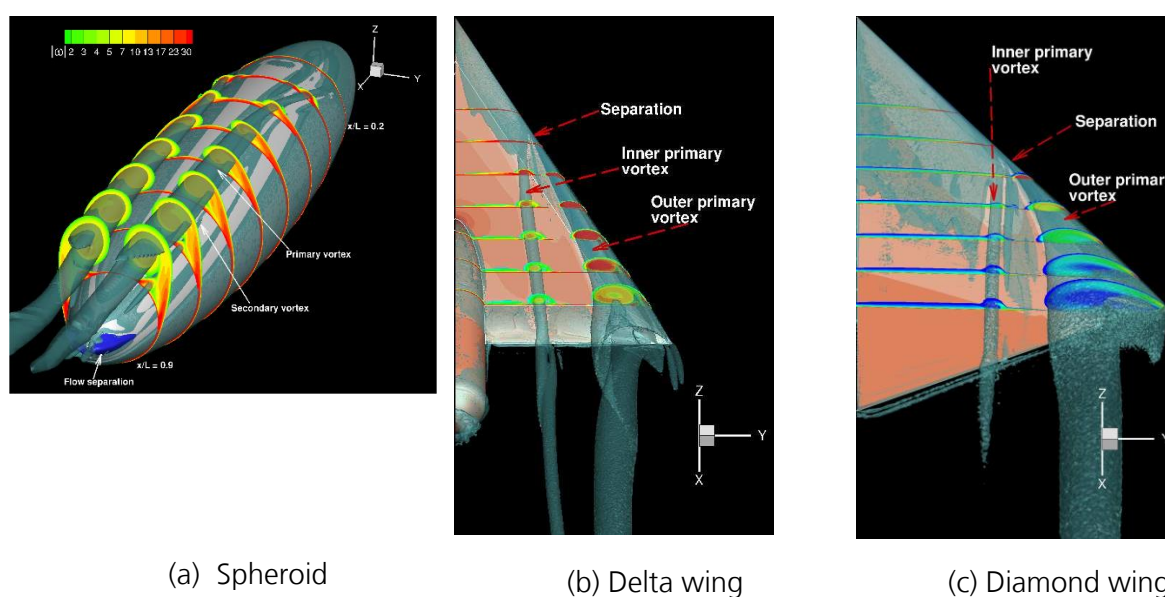 |ω| 2 3 4 5 7 10 13 17 23 30
Z
Y
X
x/L = 0.2
Primary vortex
Secondary vortex
x/L = 0.9
Flow separation
(a) Spheroid
Separation
Inner primary
vortex
Outer primary
vortex
Z
Y
X
(b) Delta wing
Inner primary
vortex
Separation
Outer primar
vortex
Z
Y
X
(c) Diamond wing